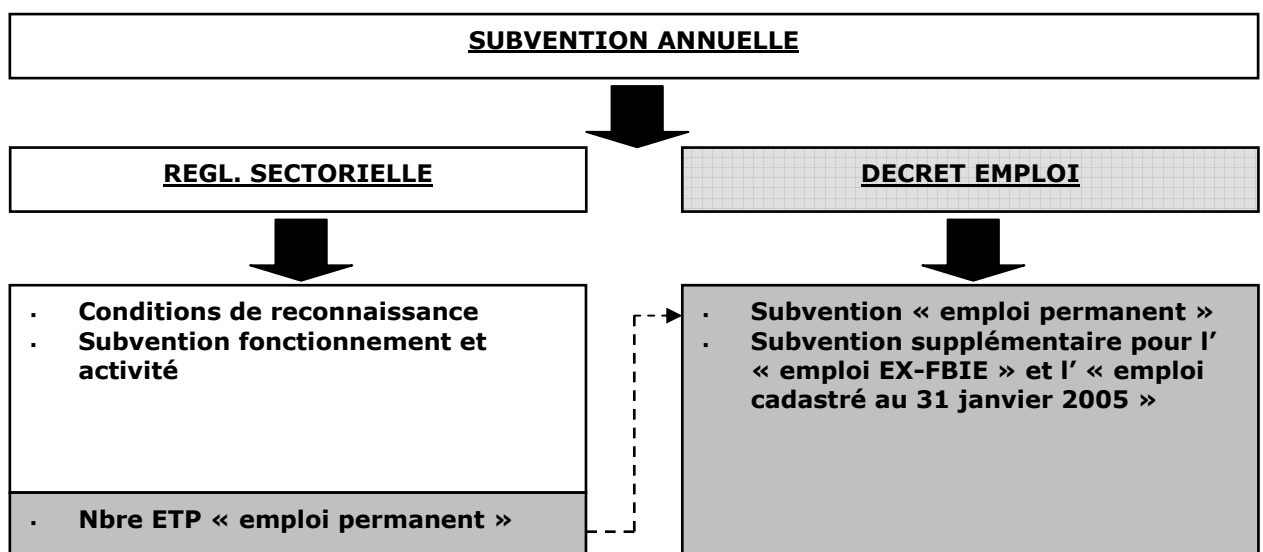 SUBVENTION ANNUELLE
REGL. SECTORIELLE
DECRET EMPLOI
· Conditions de reconnaissance
· Subvention fonctionnement et
activité
· Nbre ETP « emploi permanent »
· Subvention « emploi permanent »
· Subvention supplémentaire pour l’
« emploi EX-FBIE » et l’ « emploi
cadastré au 31 janvier 2005 »